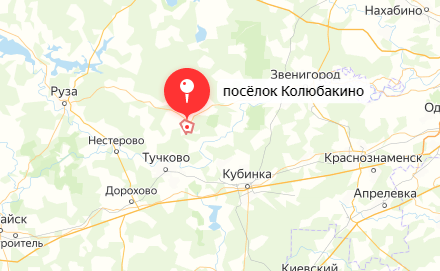 Нахабино
Звенигород
посёлок Колюбакино
Руза
Од
Нестерово
Тучково
Краснознаменск
Кубинка
Дорохово
Апрелевка
айск
роитель
Киевский